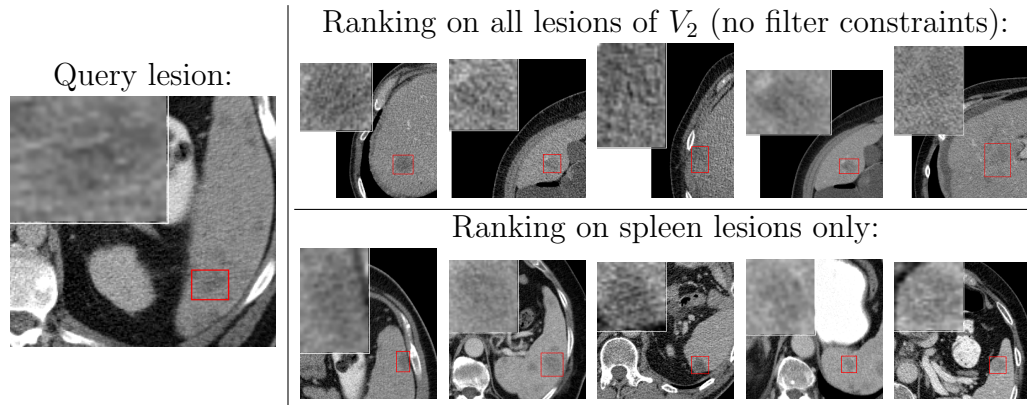 Query lesion:
Ranking on all lesions of V₂ (no filter constraints):
Ranking on spleen lesions only: